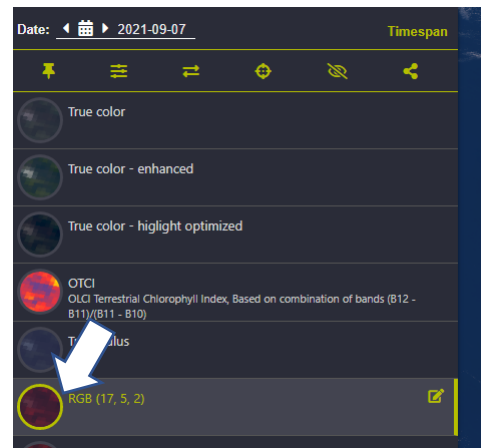 Date: 2021-09-07 Timespan
True color
True color - enhanced
True color - higlight optimized
OTCI
OLCI Terrestrial Chlorophyll Index, Based on combination of bands (B12 -
B11)/(B11 - B10)
RGB (17, 5, 2)